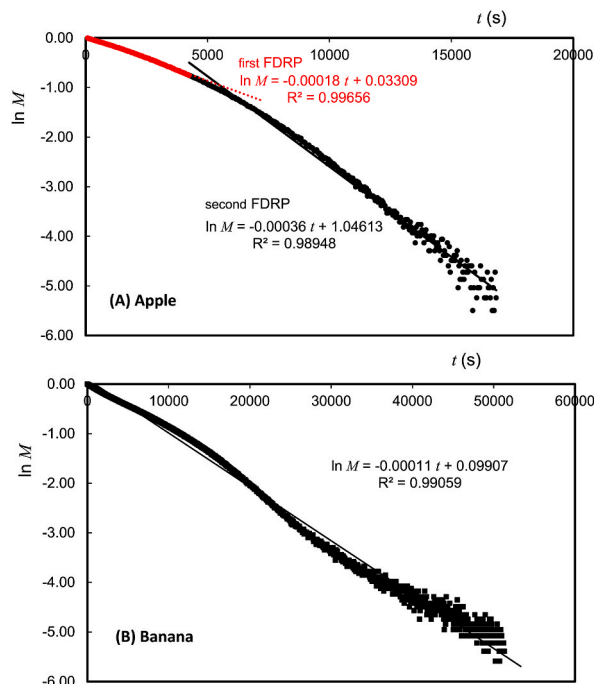 t (s)
0.00
0
5000
10000
15000
20000
first FDRP
ln M = -0.00018 t + 0.03309
R² = 0.99656
-1.00
-2.00
ln M
-3.00
second FDRP
ln M = -0.00036 t + 1.04613
R² = 0.98948
-4.00
-5.00
(A) Apple
-6.00
t (s)
0.00
0
10000
20000
30000
40000
50000
60000
-1.00
ln M
ln M = -0.00011 t + 0.09907
R² = 0.99059
-2.00
-3.00
-4.00
-5.00
(B) Banana
-6.00